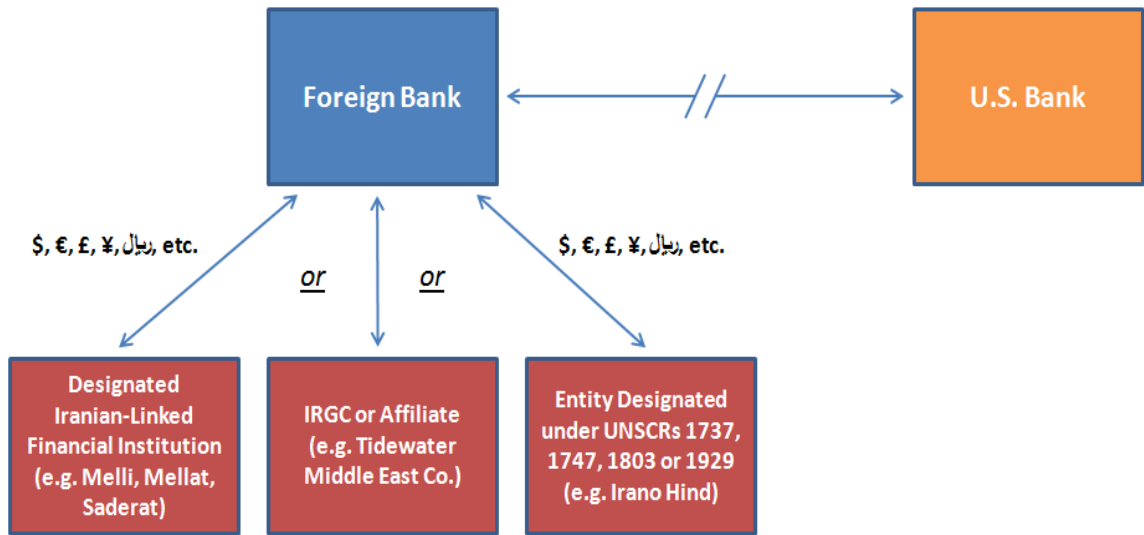 Foreign Bank
U.S. Bank
$, €, £, ¥, ریال, etc.
$, €, £, ¥, ریال, etc.
or
or
Designated
Iranian-Linked
Financial Institution
(e.g. Melli, Mellat,
Saderat)
IRGC or Affiliate
(e.g. Tidewater
Middle East Co.)
Entity Designated
under UNSCRs 1737,
1747, 1803 or 1929
(e.g. Irano Hind)